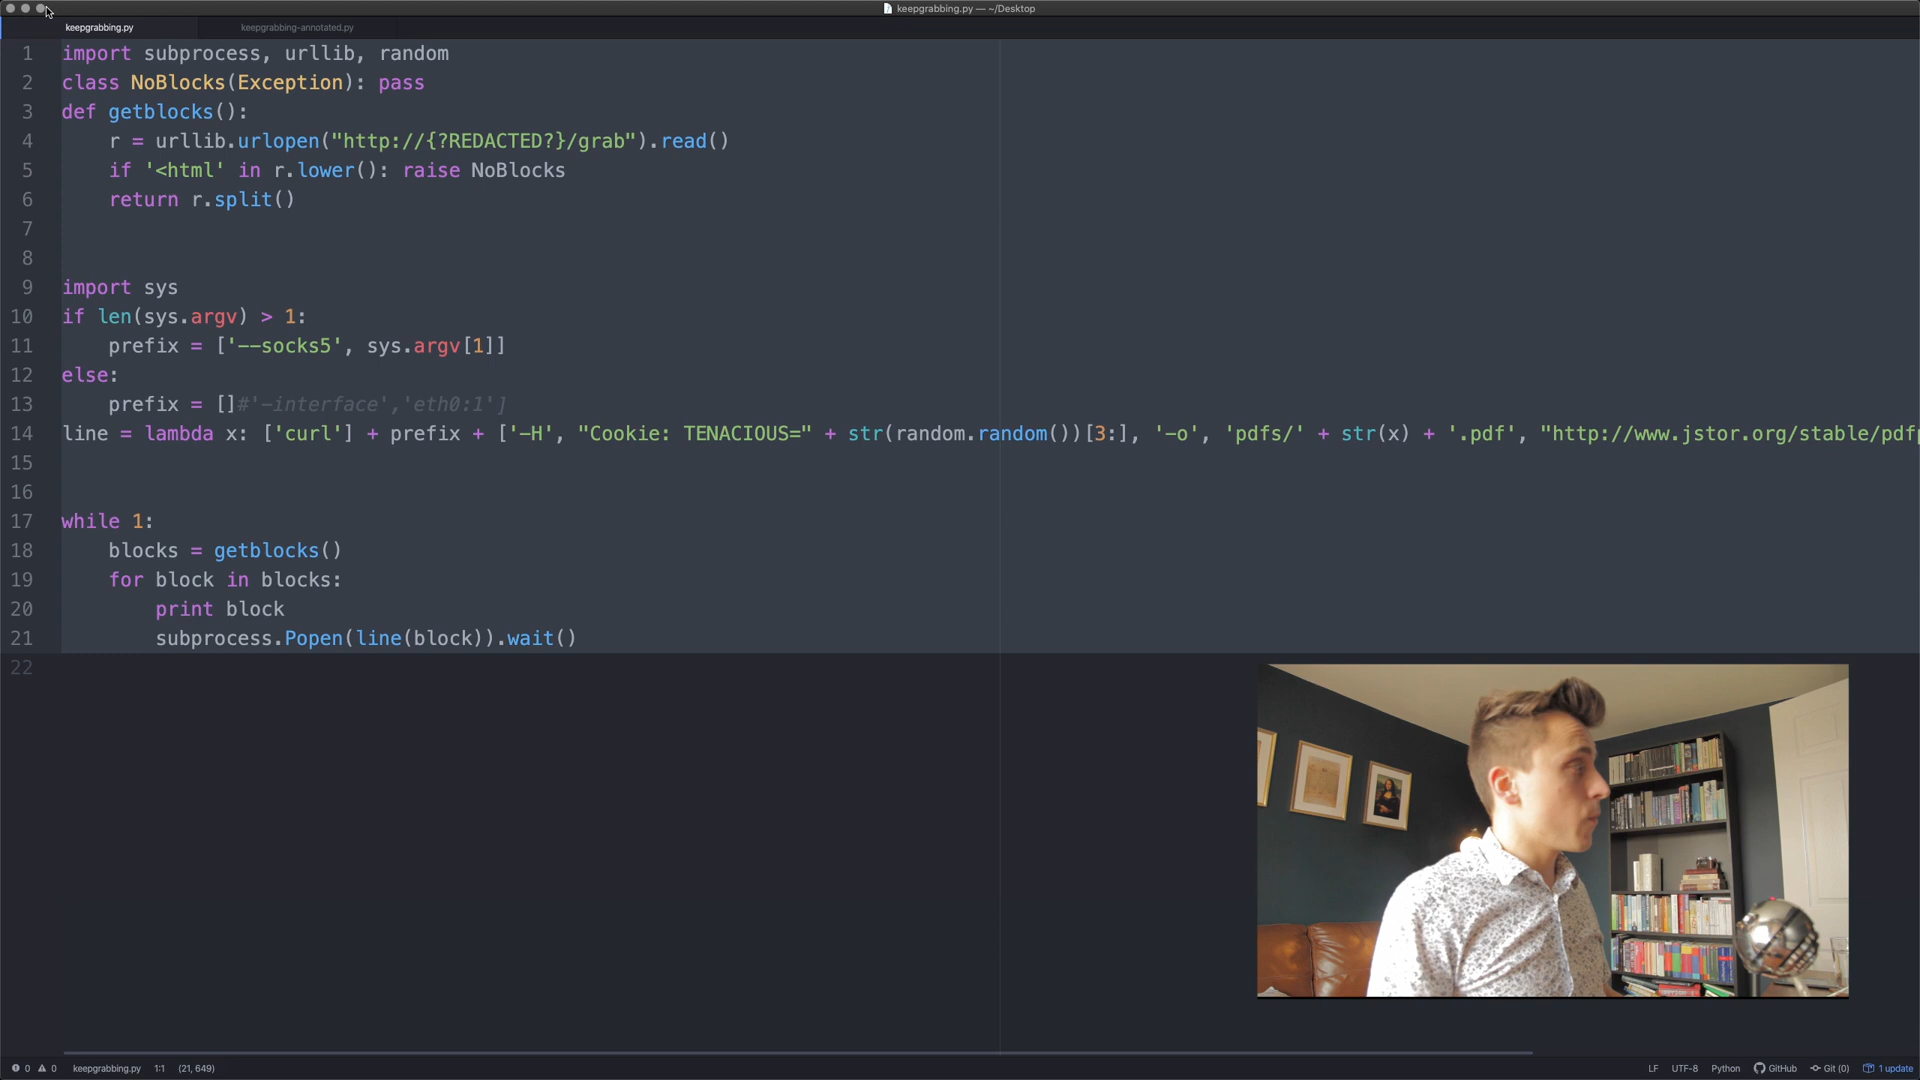 keepgrabbing.py — ~/Desktop
keepgrabbing.py
keepgrabbing-annotated.py
1 import subprocess, urllib, random
2 class NoBlocks(Exception): pass
3 def getblocks():
4     r = urllib.urlopen("http://{?REDACTED?}/grab").read()
5     if '<html' in r.lower(): raise NoBlocks
6     return r.split()
7
8
9 import sys
10 if len(sys.argv) > 1:
11     prefix = ['--socks5', sys.argv[1]]
12 else:
13     prefix = []#'-interface','eth0:1']
14 line = lambda x: ['curl'] + prefix + ['-H', "Cookie: TENACIOUS=" + str(random.random())[3:], '-o', 'pdfs/' + str(x) + '.pdf', "http://www.jstor.org/stable/pdf
15
16
17 while 1:
18     blocks = getblocks()
19     for block in blocks:
20         print block
21         subprocess.Popen(line(block)).wait()
22
0 0 keepgrabbing.py 1:1 (21, 649) LF UTF-8 Python GitHub Git (0) 1 update